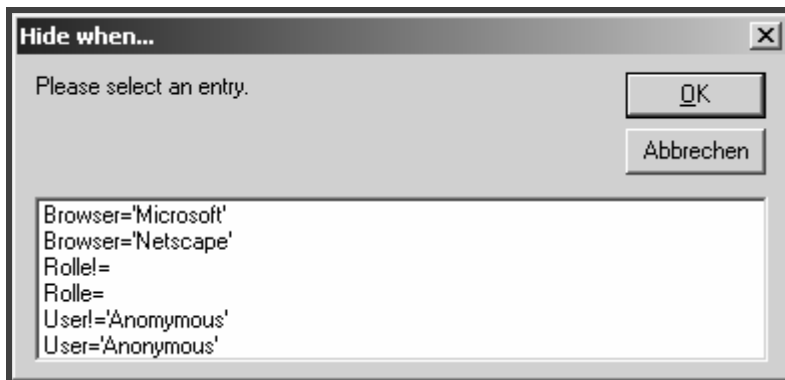 Hide when...
Please select an entry.
OK
Abbrechen
Browser='Microsoft'
Browser='Netscape'
Rolle!=
Rolle=
User!='Anomymous'
User='Anonymous'